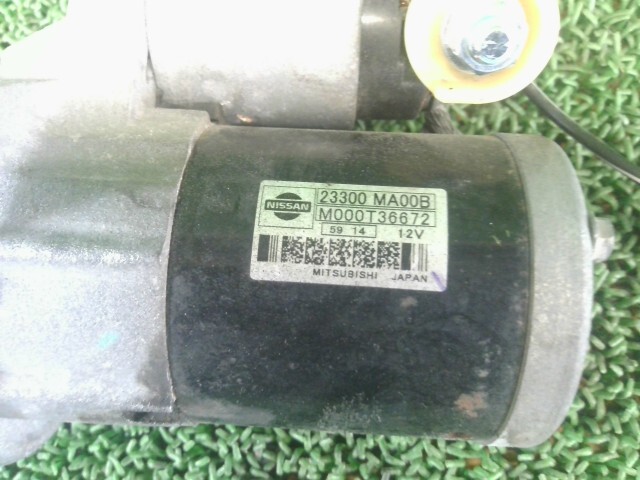 NISSAN
23300 MA00B
M000T36672
59 14 12V
MITSUBISHI JAPAN